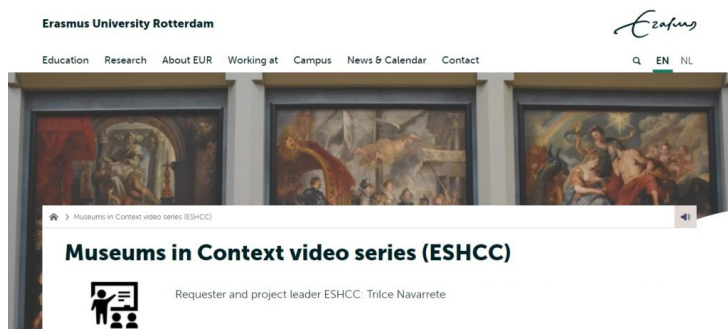 Erasmus University Rotterdam
Erasmus
Education Research About EUR Working at Campus News & Calendar Contact
EN NL
Museums in Context video series (ESHCC)
Museums in Context video series (ESHCC)
Requester and project leader ESHCC: Trilce Navarrete